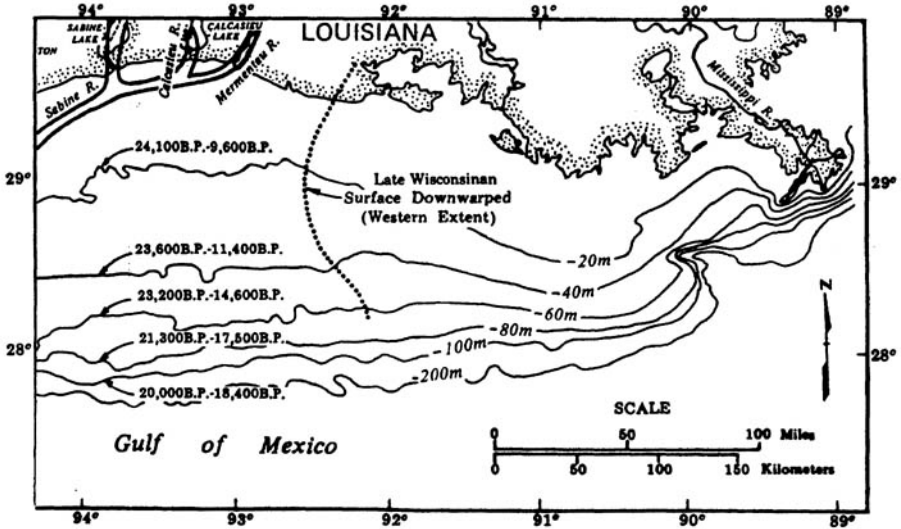 94° 93° 92° 91° 90° 89°
SABINE
LAKE
CALCASIEU
LAKE
LOUISIANA
TON
Sabine R.
Calcasieu R.
Mermentau R.
Mississippi R.
29°
29°
24,100B.P.-9,600B.P.
Late Wisconsinan
Surface Downwarped
(Western Extent)
23,600B.P.-11,400B.P.
-20m
-40m
23,200B.P.-14,600B.P.
-60m
-80m
21,300B.P.-17,500B.P.
-100m
-200m
28°
28°
20,000B.P.-18,400B.P.
N
Gulf of Mexico
SCALE
0 50 100 Miles
0 50 100 150 Kilometers
94° 93° 92° 91° 90° 89°